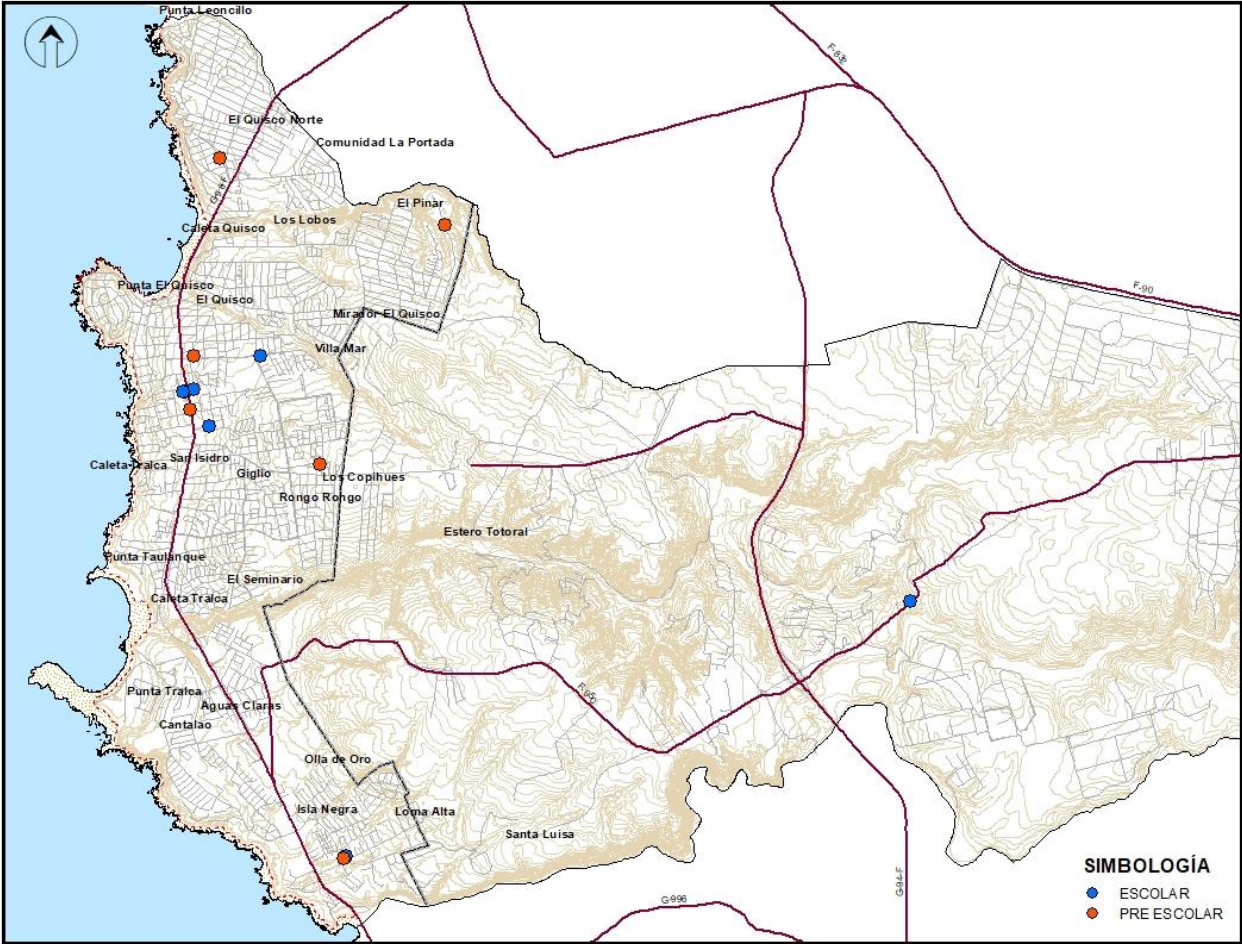 Punta Leoncillo
F-832
El Quisco Norte
Comunidad La Portada
G-98-F
El Pinar
Los Lobos
Caleta Quisco
Punta El Quisco
El Quisco
F-90
Mirador El Quisco
Villa Mar
San Isidro
Caleta Tralca
Giglio
Los Copihues
Rongo Rongo
Estero Totoral
Punta Taulanque
El Seminario
Caleta Tralca
Punta Tralca
Aguas Claras
Cantalao
Olla de Oro
Isla Negra
Loma Alta
Santa Luisa
G-94-F
G-996
SIMBOLOGÍA
ESCOLAR
PRE ESCOLAR